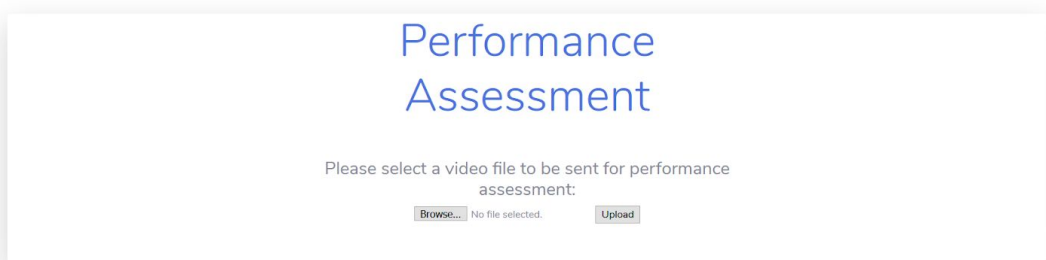 Performance
Assessment
Please select a video file to be sent for performance
assessment:
Browse... No file selected. Upload